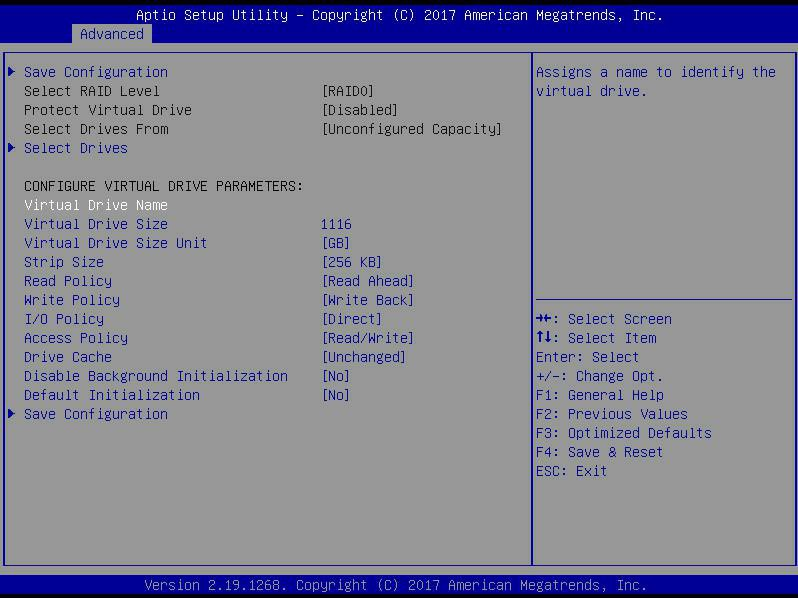 Aptio Setup Utility – Copyright (C) 2017 American Megatrends, Inc.
Advanced
Save Configuration
Select RAID Level [RAID0]
Protect Virtual Drive [Disabled]
Select Drives From [Unconfigured Capacity]
Select Drives
CONFIGURE VIRTUAL DRIVE PARAMETERS:
Virtual Drive Name
Virtual Drive Size 1116
Virtual Drive Size Unit [GB]
Strip Size [256 KB]
Read Policy [Read Ahead]
Write Policy [Write Back]
I/O Policy [Direct]
Access Policy [Read/Write]
Drive Cache [Unchanged]
Disable Background Initialization [No]
Default Initialization [No]
Save Configuration
Assigns a name to identify the
virtual drive.
→←: Select Screen
↑↓: Select Item
Enter: Select
+/-: Change Opt.
F1: General Help
F2: Previous Values
F3: Optimized Defaults
F4: Save & Reset
ESC: Exit
Version 2.19.1268. Copyright (C) 2017 American Megatrends, Inc.